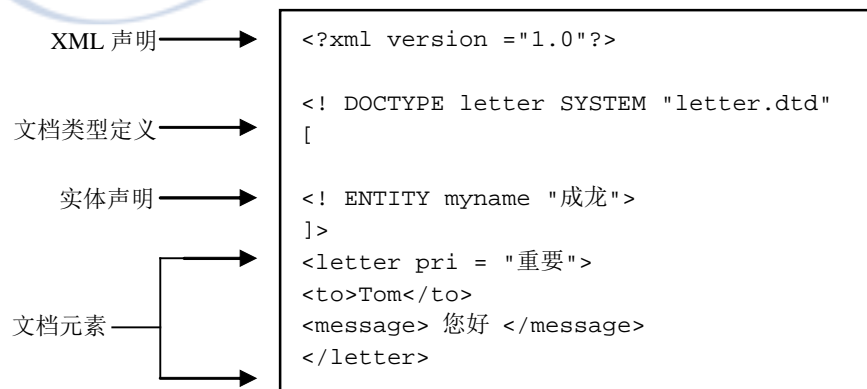 XML 声明
<?xml version ="1.0"?>
文档类型定义
<! DOCTYPE letter SYSTEM "letter.dtd"
[
实体声明
<! ENTITY myname "成龙">
]>
<letter pri = "重要">
<to>Tom</to>
文档元素
<message> 您好 </message>
</letter>